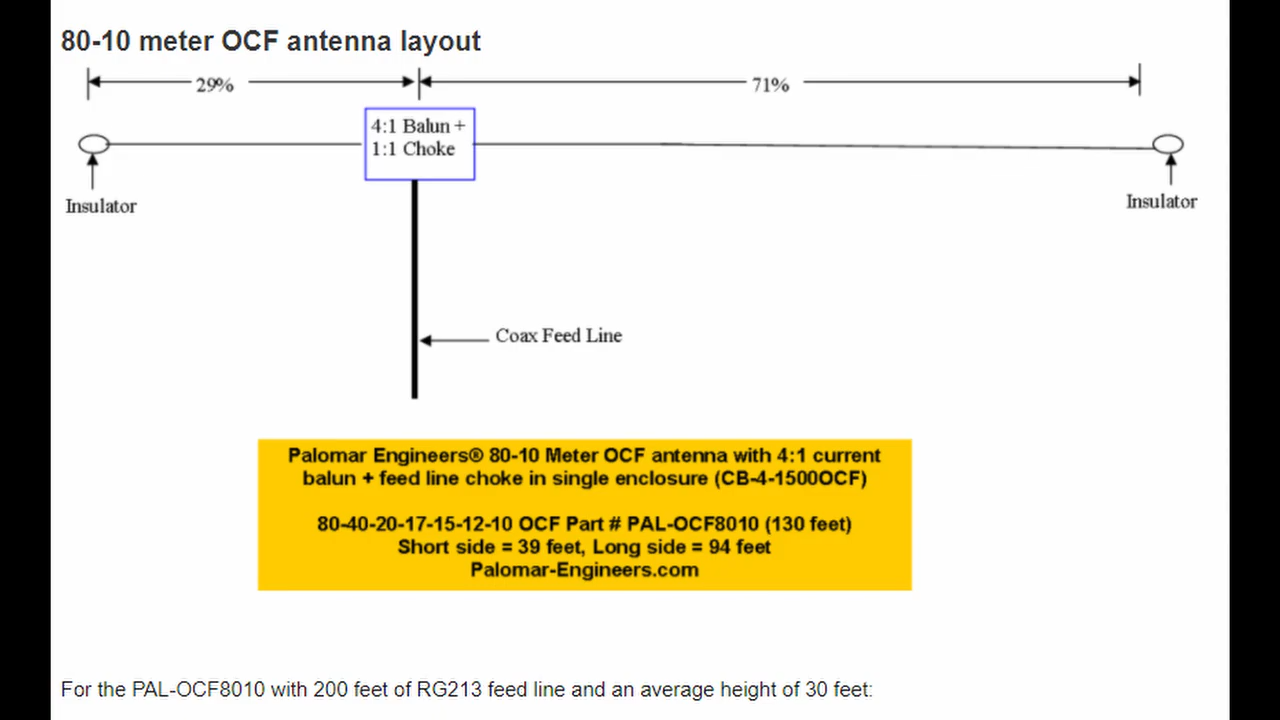 80-10 meter OCF antenna layout
29%
71%
4:1 Balun +
1:1 Choke
Insulator
Insulator
Coax Feed Line
Palomar Engineers® 80-10 Meter OCF antenna with 4:1 current
balun + feed line choke in single enclosure (CB-4-1500OCF)
80-40-20-17-15-12-10 OCF Part # PAL-OCF8010 (130 feet)
Short side = 39 feet, Long side = 94 feet
Palomar-Engineers.com
For the PAL-OCF8010 with 200 feet of RG213 feed line and an average height of 30 feet: